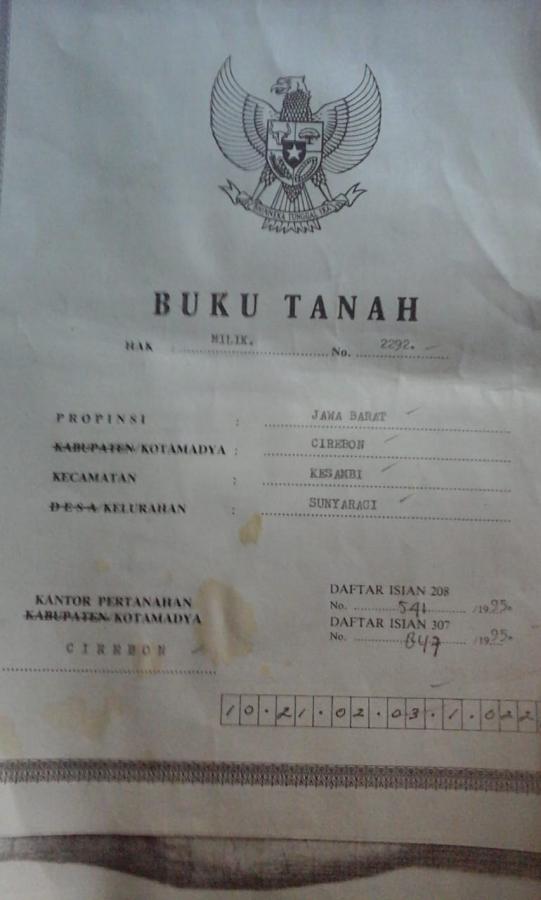 BHINNEKA TUNGGAL IKA
BUKU TANAH
HAK : MILIK. No. 2292.
PROPINSI : JAWA BARAT
KABUPATEN/KOTAMADYA : CIREBON
KECAMATAN : KESAMBI
DESA/KELURAHAN : SUNYARAGI
KANTOR PERTANAHAN
KABUPATEN/KOTAMADYA
CIREBON
DAFTAR ISIAN 208
No. 541 /1995.
DAFTAR ISIAN 307
No. /1995.
10.21.02.03.1.022